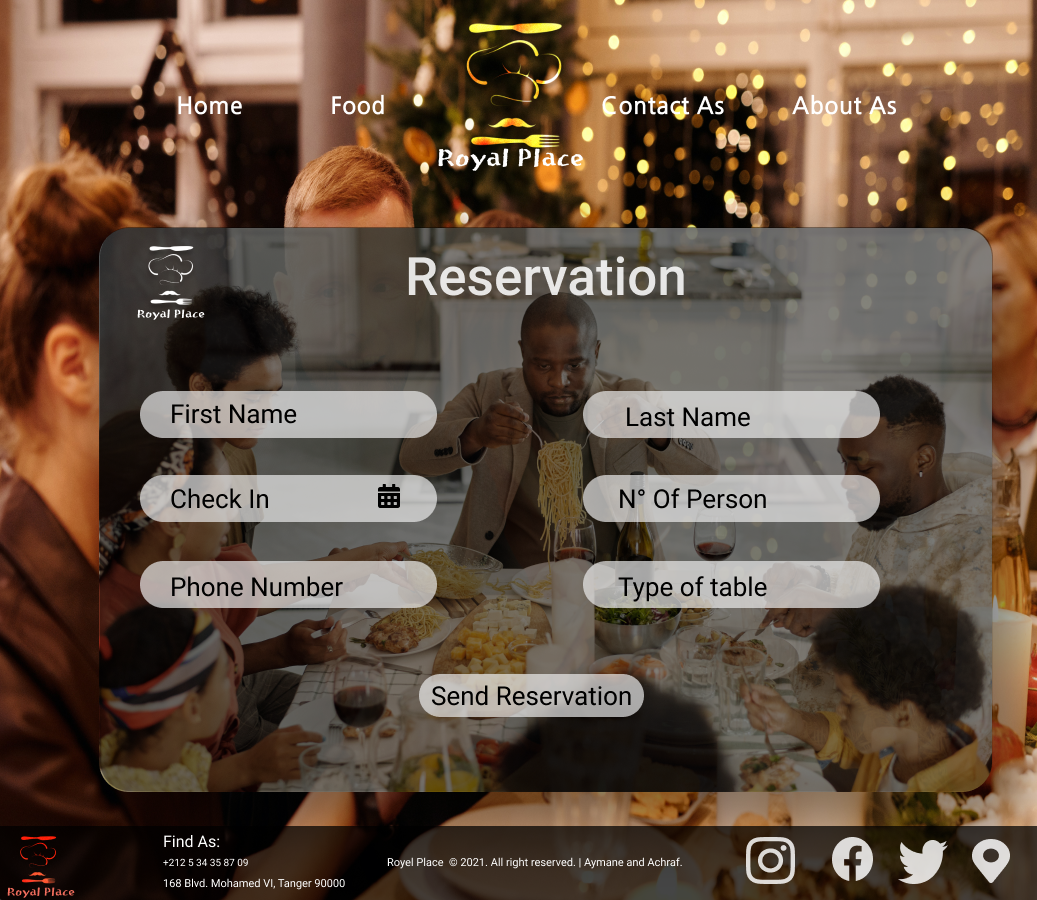 Home
Food
Contact As
About As
Royal Place
Royal Place
Reservation
First Name
Last Name
Check In
N° Of Person
Phone Number
Type of table
Send Reservation
Royal Place
Find As:
+212 5 34 35 87 09
168 Blvd. Mohamed VI, Tanger 90000
Royel Place © 2021. All right reserved. | Aymane and Achraf.